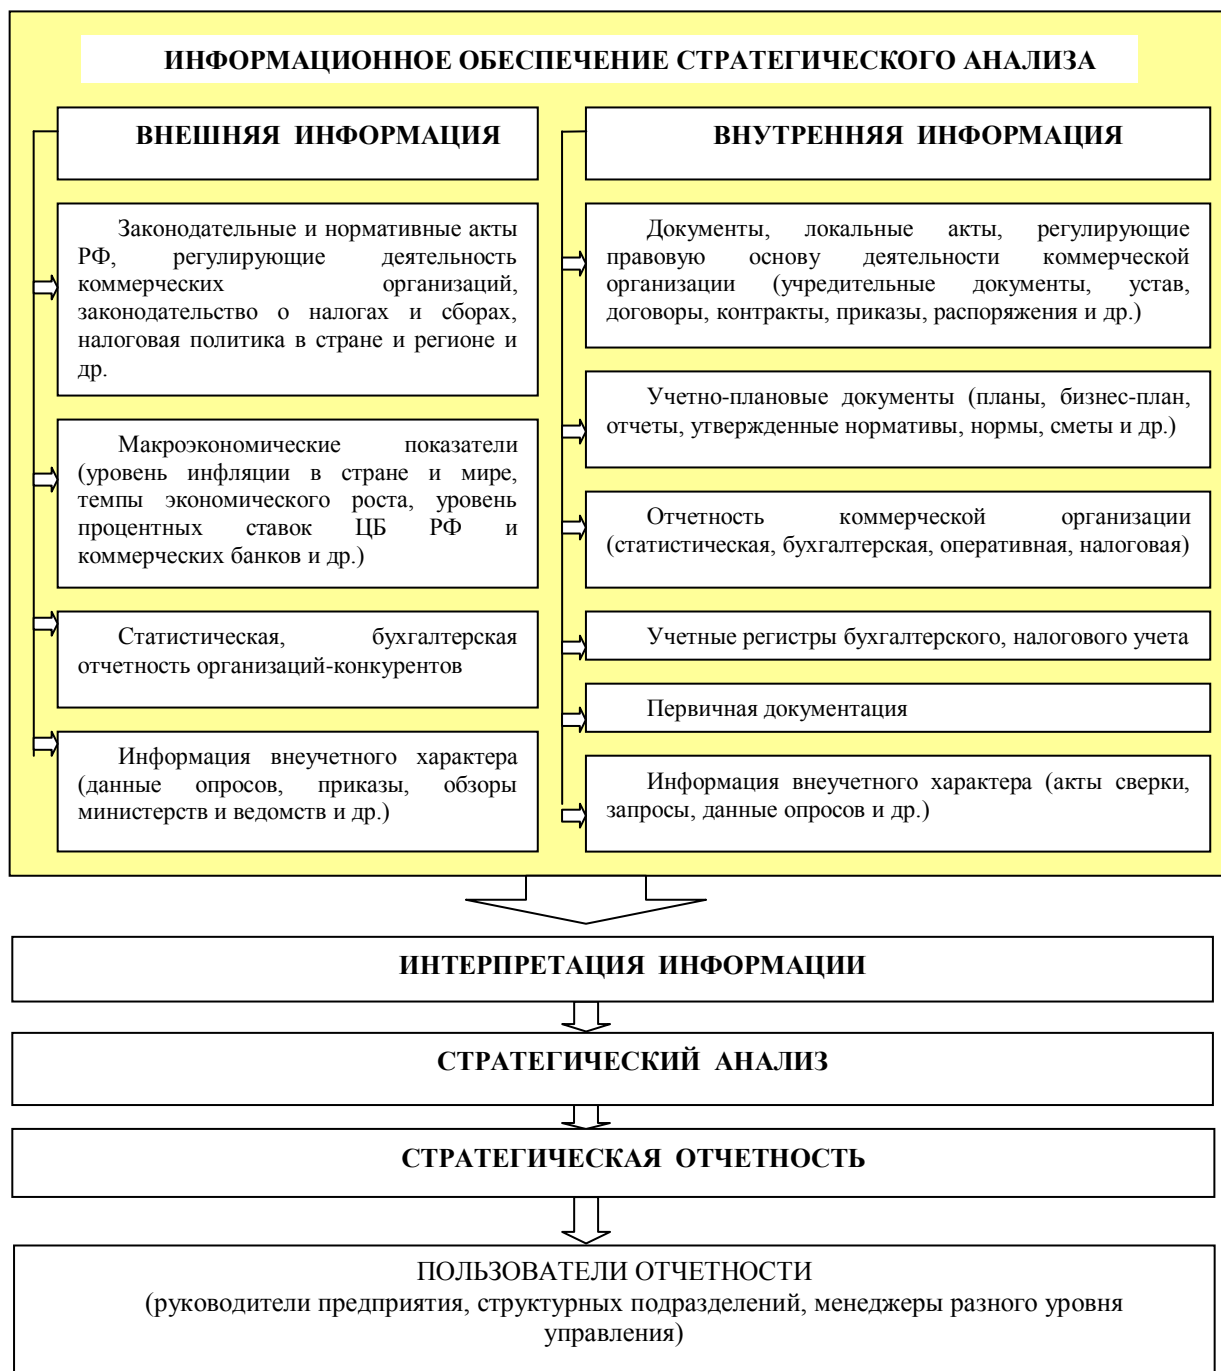 ИНФОРМАЦИОННОЕ ОБЕСПЕЧЕНИЕ СТРАТЕГИЧЕСКОГО АНАЛИЗА
ВНЕШНЯЯ ИНФОРМАЦИЯ
Законодательные и нормативные акты
РФ, регулирующие деятельность
коммерческих организаций,
законодательство о налогах и сборах,
налоговая политика в стране и регионе и
др.
Макроэкономические показатели
(уровень инфляции в стране и мире,
темпы экономического роста, уровень
процентных ставок ЦБ РФ и
коммерческих банков и др.)
Статистическая, бухгалтерская
отчетность организаций-конкурентов
Информация внеучетного характера
(данные опросов, приказы, обзоры
министерств и ведомств и др.)
ВНУТРЕННЯЯ ИНФОРМАЦИЯ
Документы, локальные акты, регулирующие
правовую основу деятельности коммерческой
организации (учредительные документы, устав,
договоры, контракты, приказы, распоряжения и др.)
Учетно-плановые документы (планы, бизнес-план,
отчеты, утвержденные нормативы, нормы, сметы и др.)
Отчетность коммерческой организации
(статистическая, бухгалтерская, оперативная, налоговая)
Учетные регистры бухгалтерского, налогового учета
Первичная документация
Информация внеучетного характера (акты сверки,
запросы, данные опросов и др.)
ИНТЕРПРЕТАЦИЯ ИНФОРМАЦИИ
СТРАТЕГИЧЕСКИЙ АНАЛИЗ
СТРАТЕГИЧЕСКАЯ ОТЧЕТНОСТЬ
ПОЛЬЗОВАТЕЛИ ОТЧЕТНОСТИ
(руководители предприятия, структурных подразделений, менеджеры разного уровня
управления)